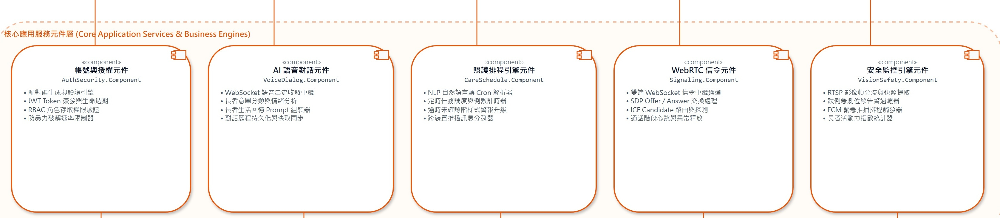 核心應用服務元件層 (Core Application Services & Business Engines)
«component»
帳號與授權元件
AuthSecurity.Component
• 配對碼生成與驗證引擎
• JWT Token 簽發與生命週期
• RBAC 角色存取權限驗證
• 防暴力破解速率限制器
«component»
AI 語音對話元件
VoiceDialog.Component
• WebSocket 語音串流收發中繼
• 長者意圖分類與情緒分析
• 長者生活回憶 Prompt 組裝器
• 對話歷程持久化與快取同步
«component»
照護排程引擎元件
CareSchedule.Component
• NLP 自然語言轉 Cron 解析器
• 定時任務調度與倒數計時器
• 逾時未確認階梯式警報升級
• 跨裝置推播訊息分發器
«component»
WebRTC 信令元件
Signaling.Component
• 雙端 WebSocket 信令中繼通道
• SDP Offer / Answer 交換處理
• ICE Candidate 路由與探測
• 通話階段心跳與異常釋放
«component»
安全監控引擎元件
VisionSafety.Component
• RTSP 影像幀分流與快照提取
• 跌倒急劇位移告警過濾器
• FCM 緊急推播排程觸發器
• 長者活動力指數統計器